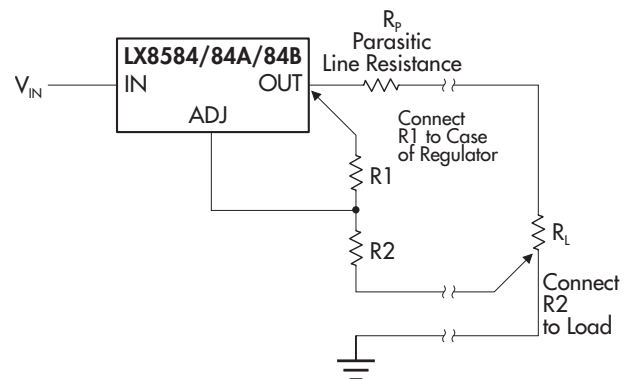 R_P
Parasitic
Line Resistance
LX8584/84A/84B
V_IN
IN
OUT
ADJ
Connect
R1 to Case
of Regulator
R1
R2
R_L
Connect
R2
to Load